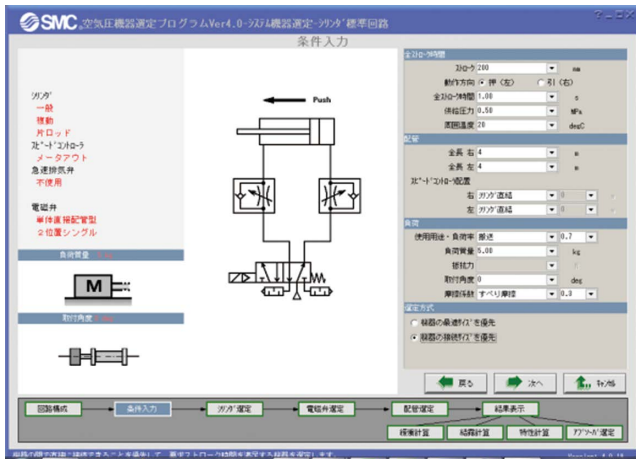 SMC 空気圧機器選定プログラムVer4.0-システム機器選定-シリンダ標準回路
条件入力
シリンダ
一般
複動
片ロッド
スピードコントローラ
メータアウト
急速排気弁
不使用
電磁弁
単体直接配管型
2位置シングル
負荷質量
M
取付角度
Push
全ストローク時間
ストローク 200 mm
動作方向 押 (左) 引 (右)
全ストローク時間 1.00 s
供給圧力 0.50 MPa
周囲温度 20 degC
配管
全長 右 4 m
全長 左 4 m
スピードコントローラ配置
右 シリンダ直結 0
左 シリンダ直結 0
負荷
使用用途・負荷率 搬送 0.7
負荷質量 5.00 kg
抵抗力
取付角度 0 deg
摩擦係数 すべり摩擦 0.3
選定方式
機器の最適サイズを優先
機器の接続サイズを優先
戻る 次へ キャンセル
回路構成 条件入力 シリンダ選定 電磁弁選定 配管選定 結果表示
緩衝計算 結露計算 特性計算 アブソーバ選定